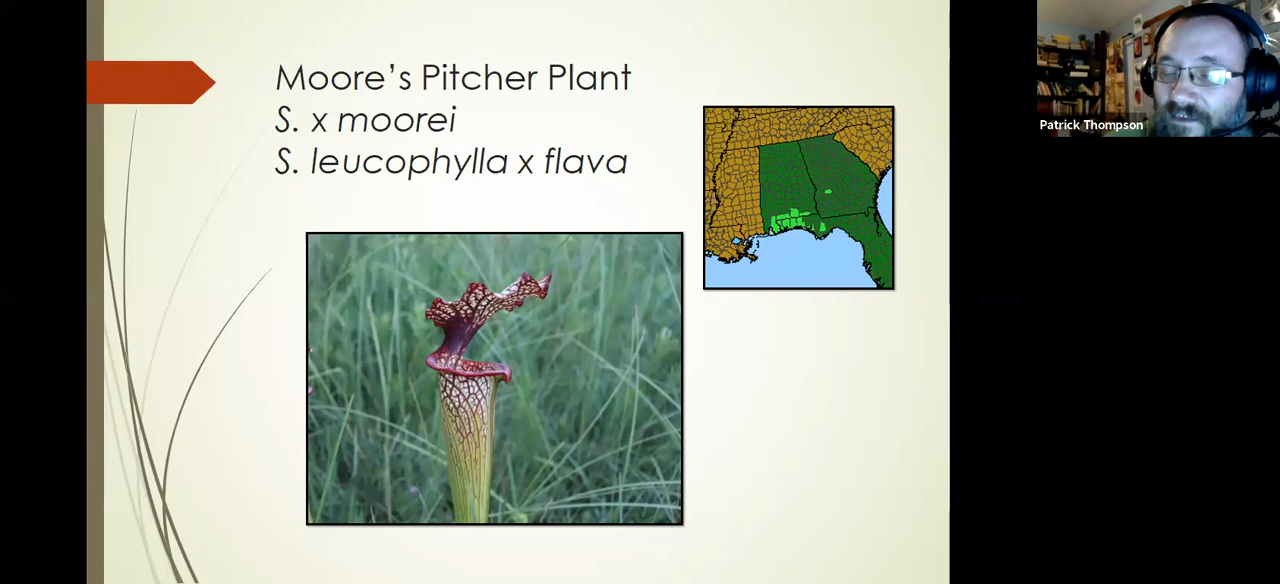 Moore’s Pitcher Plant
S. x moorei
S. leucophylla x flava
Patrick Thompson